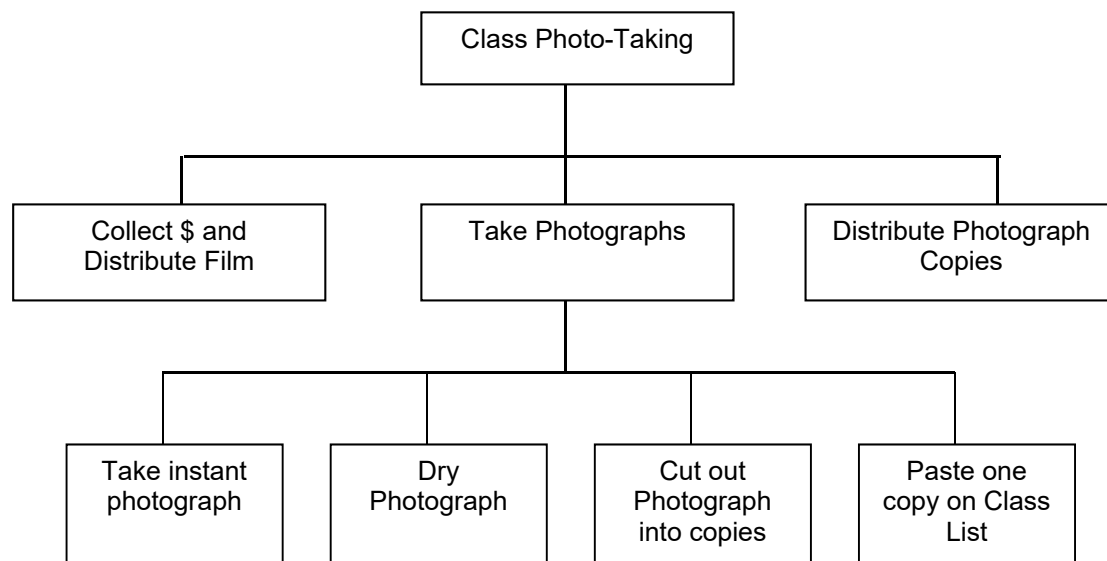 Class Photo-Taking
Collect $ and
Distribute Film
Take Photographs
Distribute Photograph
Copies
Take instant
photograph
Dry
Photograph
Cut out
Photograph
into copies
Paste one
copy on Class
List